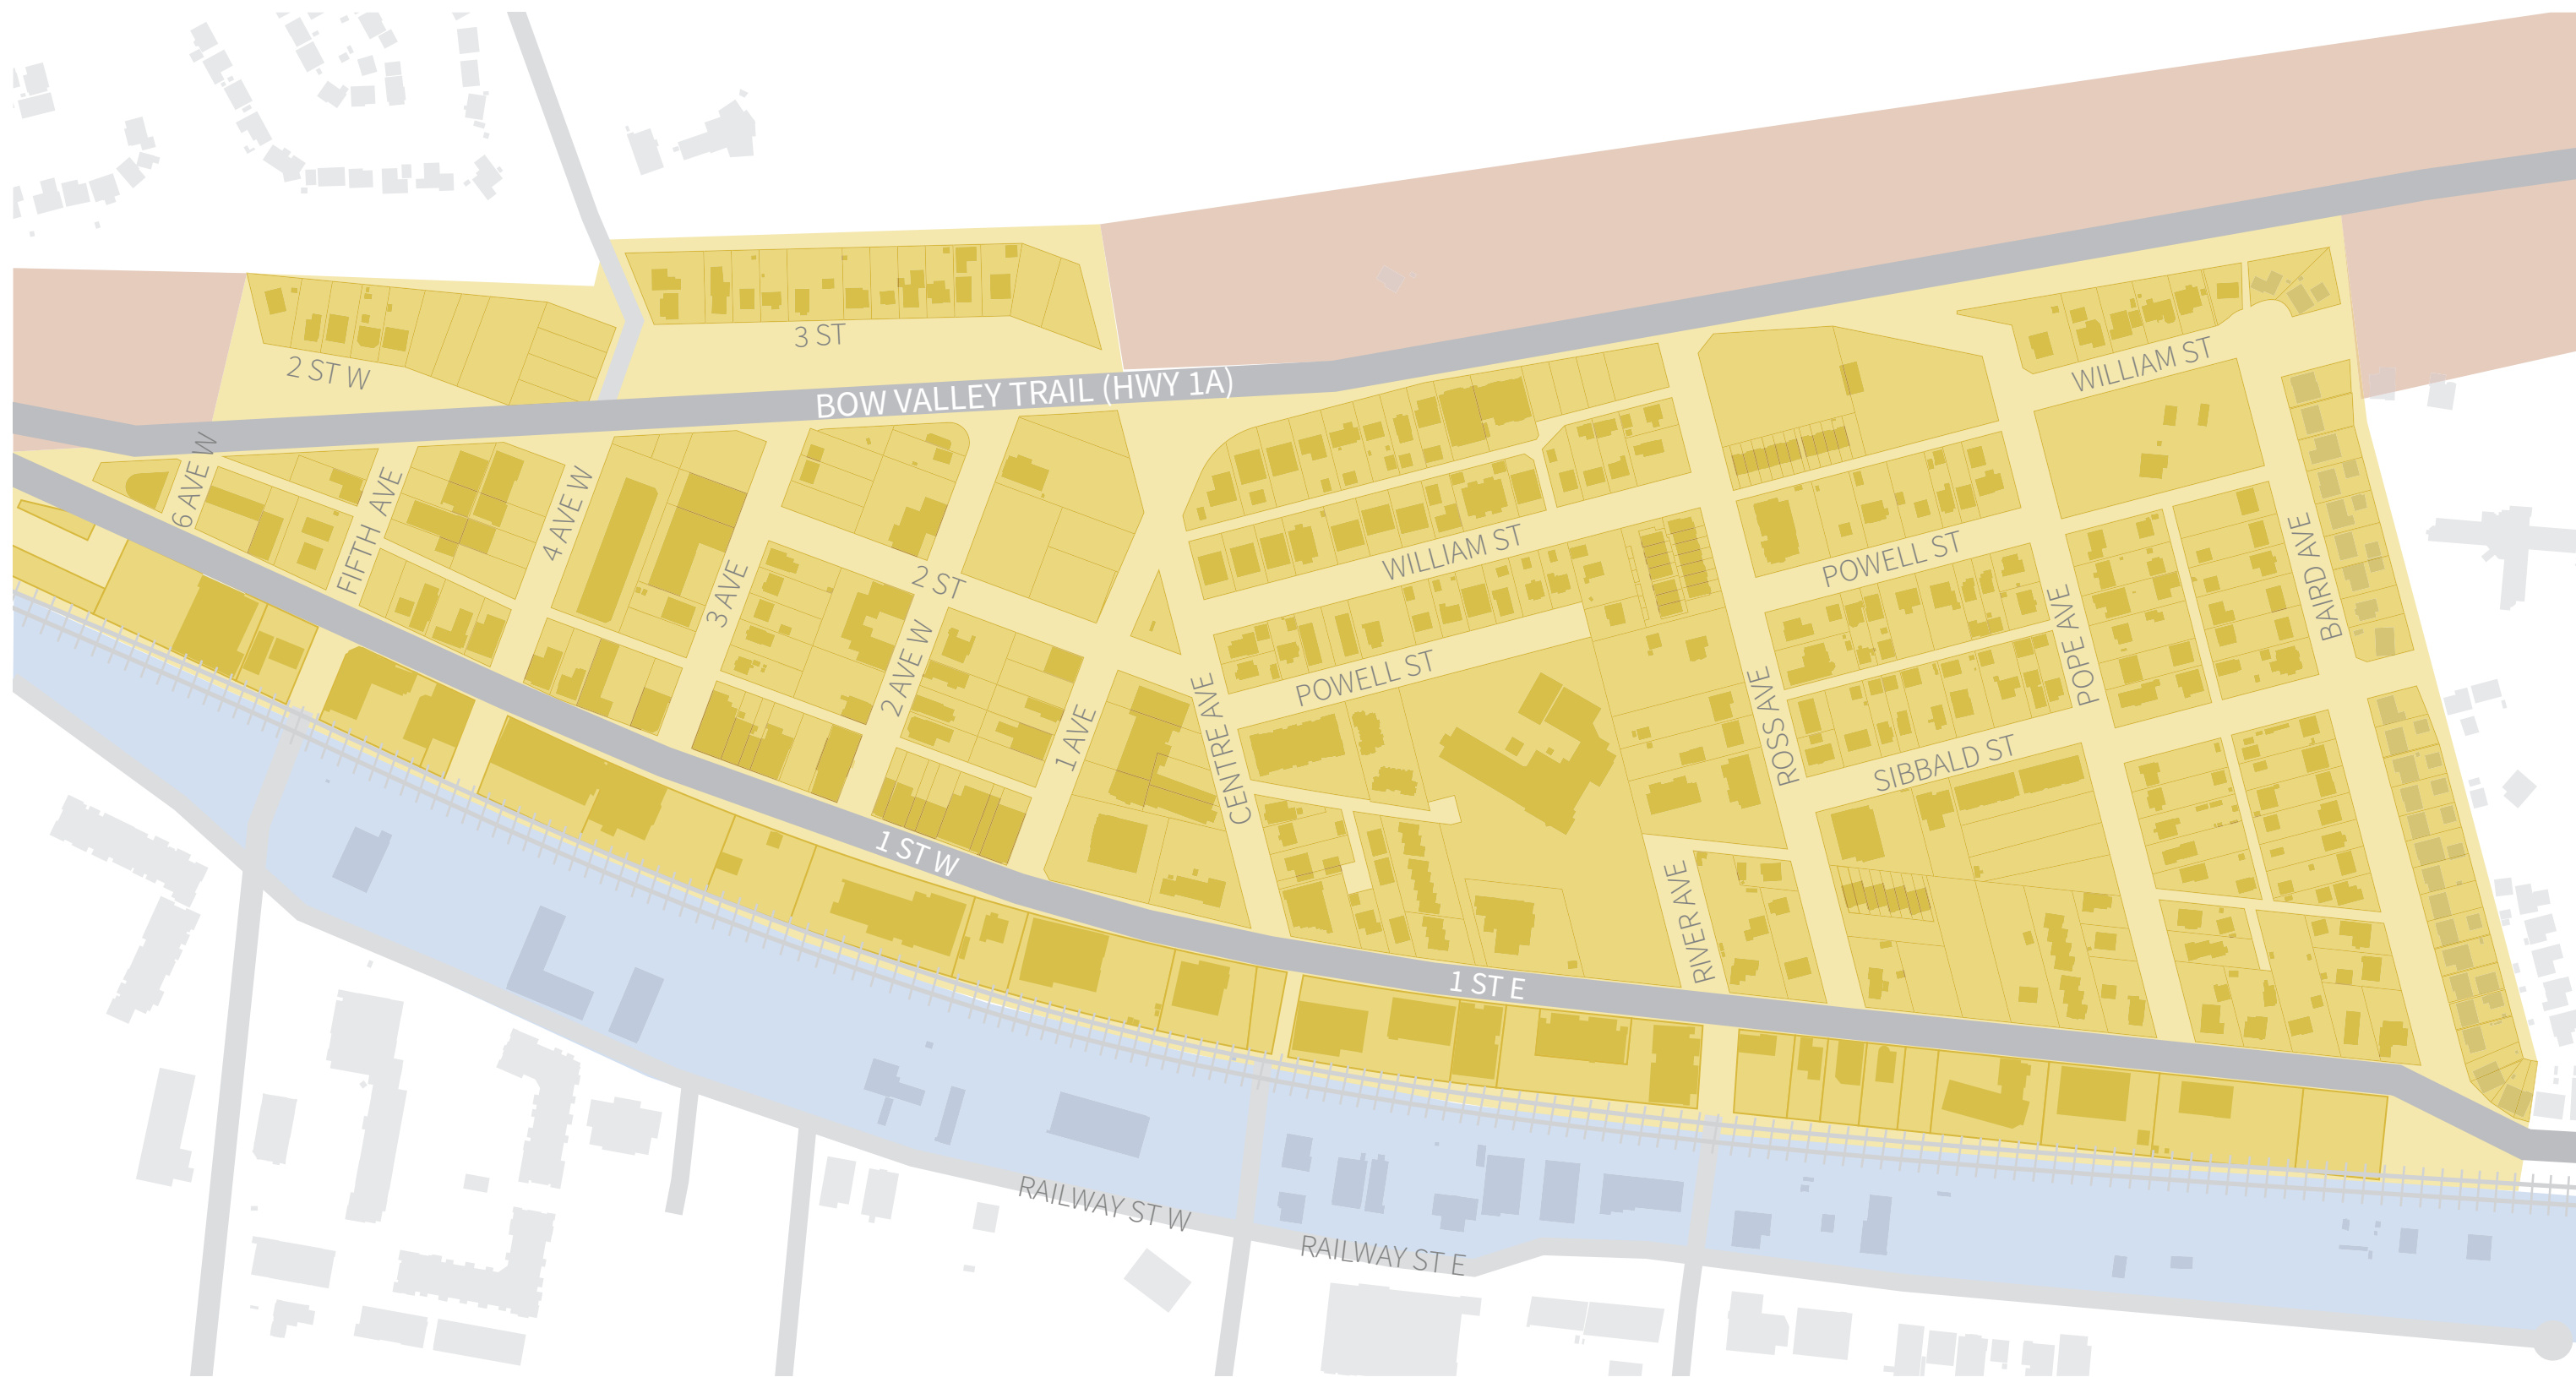 3 ST
2 ST W
WILLIAM ST
BOW VALLEY TRAIL (HWY 1A)
6 AVE W
FIFTH AVE
4 AVE W
3 AVE
2 ST
2 AVE W
1 AVE
WILLIAM ST
POWELL ST
POWELL ST
CENTRE AVE
ROSS AVE
POPE AVE
BAIRD AVE
SIBBALD ST
1 ST W
RIVER AVE
1 ST E
RAILWAY ST W
RAILWAY ST E